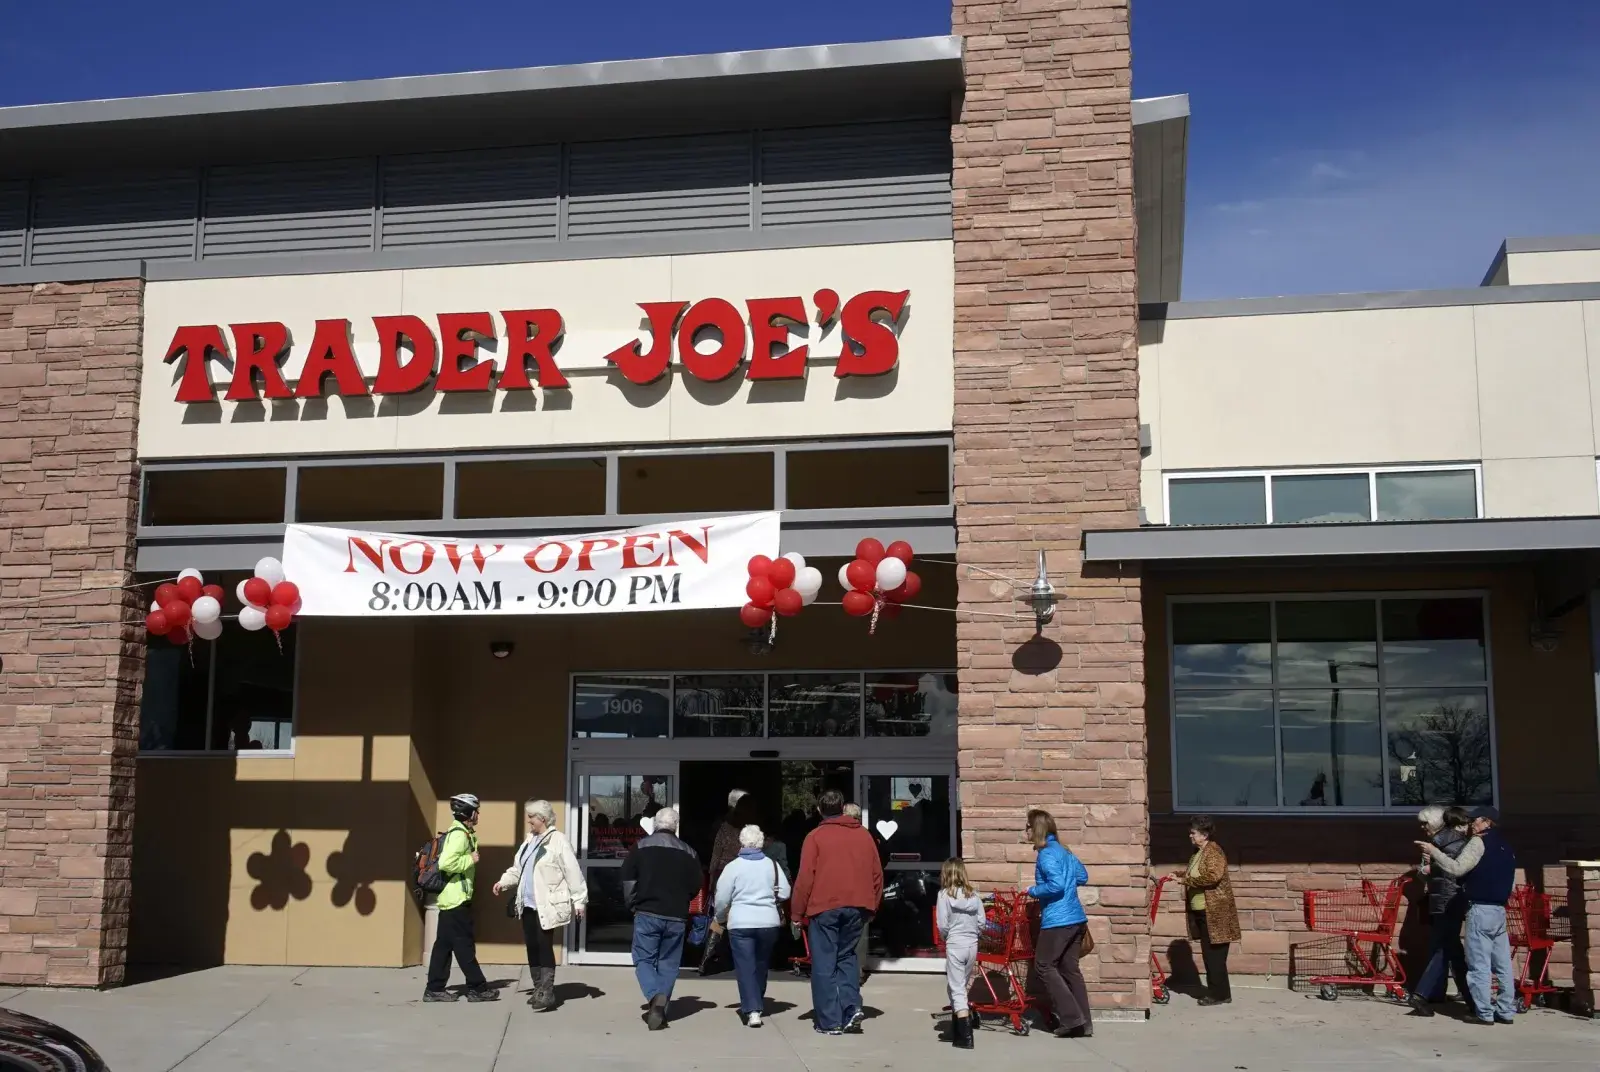 TRADER JOE'S
NOW OPEN
8:00AM - 9:00 PM
1906